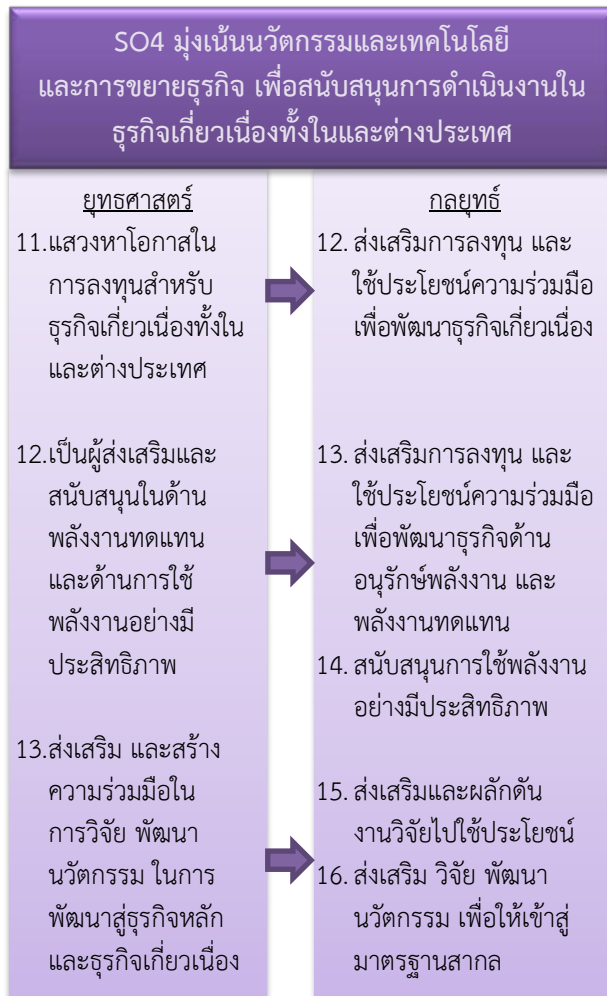 SO4 มุ่งเน้นนวัตกรรมและเทคโนโลยี
และการขยายธุรกิจ เพื่อสนับสนุนการดำเนินงานใน
ธุรกิจเกี่ยวเนื่องทั้งในและต่างประเทศ
ยุทธศาสตร์
11.แสวงหาโอกาสใน
การลงทุนสำหรับ
ธุรกิจเกี่ยวเนื่องทั้งใน
และต่างประเทศ
12.เป็นผู้ส่งเสริมและ
สนับสนุนในด้าน
พลังงานทดแทน
และด้านการใช้
พลังงานอย่างมี
ประสิทธิภาพ
13.ส่งเสริม และสร้าง
ความร่วมมือใน
การวิจัย พัฒนา
นวัตกรรม ในการ
พัฒนาสู่ธุรกิจหลัก
และธุรกิจเกี่ยวเนื่อง
กลยุทธ์
12. ส่งเสริมการลงทุน และ
ใช้ประโยชน์ความร่วมมือ
เพื่อพัฒนาธุรกิจเกี่ยวเนื่อง
13. ส่งเสริมการลงทุน และ
ใช้ประโยชน์ความร่วมมือ
เพื่อพัฒนาธุรกิจด้าน
อนุรักษ์พลังงาน และ
พลังงานทดแทน
14. สนับสนุนการใช้พลังงาน
อย่างมีประสิทธิภาพ
15. ส่งเสริมและผลักดัน
งานวิจัยไปใช้ประโยชน์
16. ส่งเสริม วิจัย พัฒนา
นวัตกรรม เพื่อให้เข้าสู่
มาตรฐานสากล